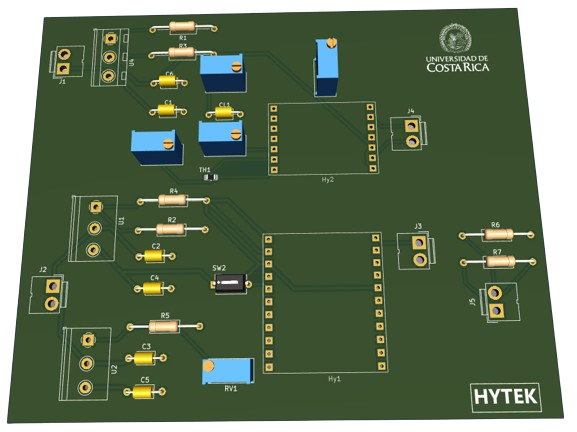 R1
UNIVERSIDAD DE
COSTA RICA
R3
U4
J1
C6
C1
CL1
J4
TH1
Hy2
R4
R2
U1
J3
R6
R7
C2
J2
SW2
C4
J5
R5
C3
U2
RV1
Hy1
C5
HYTEK